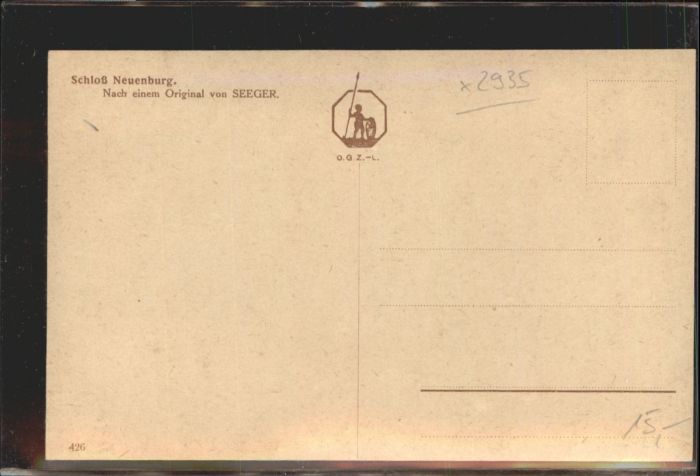 Schloß Neuenburg.
Nach einem Original von SEEGER.
x2935
O. G. Z.-L.
15,-
426